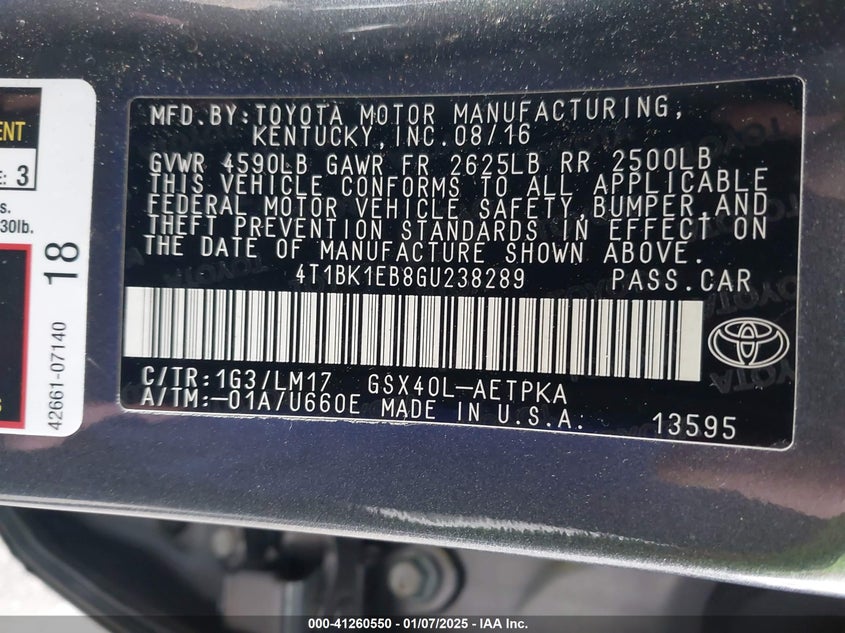 MFD.BY:TOYOTA MOTOR MANUFACTURING,
KENTUCKY,INC.08/16
GVWR 4590LB GAWR FR 2625LB RR 2500LB
THIS VEHICLE CONFORMS TO ALL APPLICABLE
FEDERAL MOTOR VEHICLE SAFETY,BUMPER,AND
THEFT PREVENTION STANDARDS IN EFFECT ON
THE DATE OF MANUFACTURE SHOWN ABOVE.
4T1BK1EB8GU238289 PASS.CAR
C/TR:1G3/LM17 GSX40L-AETPKA
A/TM:-01A/U660E MADE IN U.S.A. 13595
: 3
30lb.
18
42661-07140
000-41260550 - 01/07/2025 - IAA Inc.